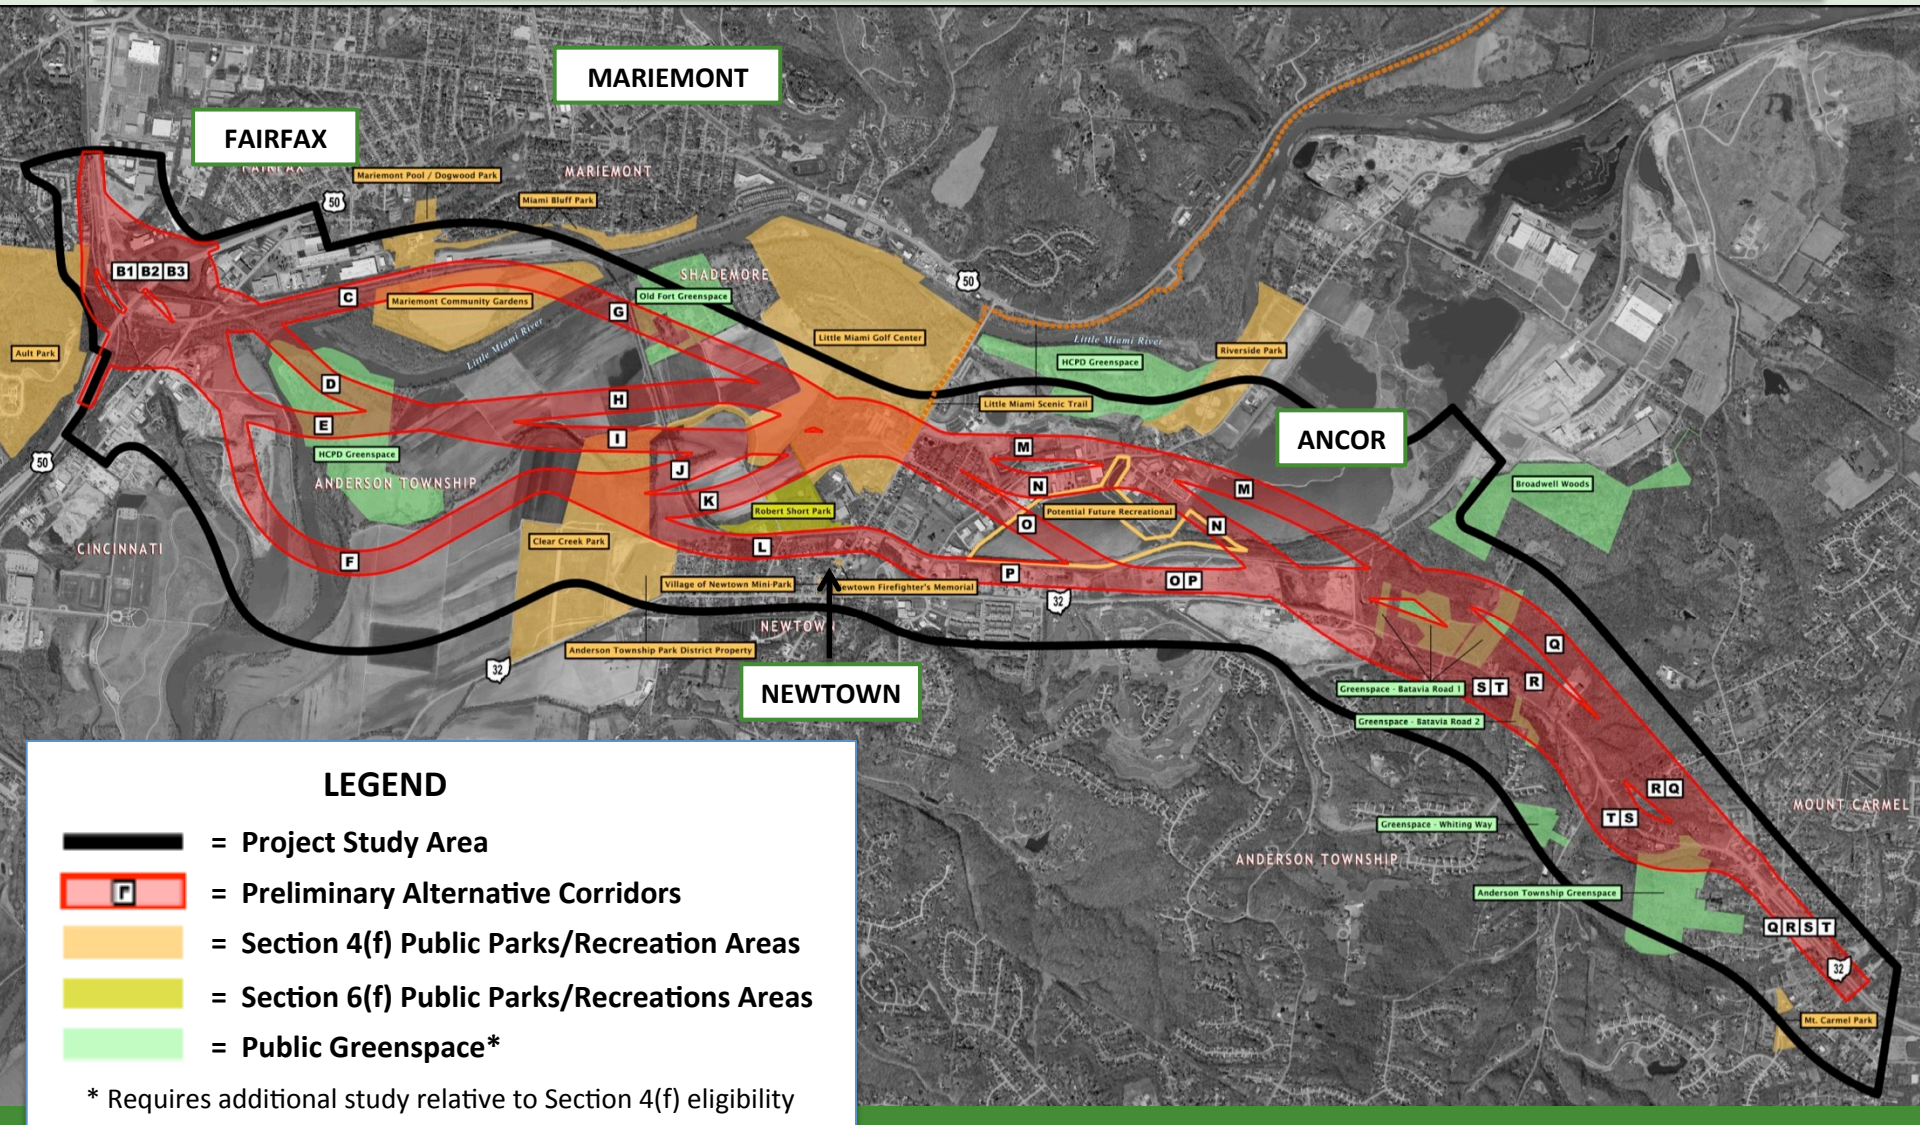 MARIEMONT
FAIRFAX
FAIRFAX
MARIEMONT
Mariemont Pool / Dogwood Park
Miami Bluff Park
50
B1 B2 B3
C
Mariemont Community Gardens
SHADEMORE
Old Fort Greenspace
G
50
Little Miami River
Little Miami Golf Center
Little Miami River
HCPD Greenspace
Riverside Park
Ault Park
D
H
Little Miami Scenic Trail
E
I
ANCOR
HCPD Greenspace
50
J
M
ANDERSON TOWNSHIP
K
N
M
Broadwell Woods
Robert Short Park
Potential Future Recreational
O
N
CINCINNATI
Clear Creek Park
L
F
P
O P
Village of Newtown Mini-Park
Newtown Firefighter's Memorial
32
NEWTOWN
Anderson Township Park District Property
32
Q
NEWTOWN
Greenspace - Batavia Road 1
S T
R
Greenspace - Batavia Road 2
R Q
MOUNT CARMEL
T S
Greenspace - Whiting Way
ANDERSON TOWNSHIP
Anderson Township Greenspace
Q R S T
32
Mt. Carmel Park
LEGEND
= Project Study Area
F = Preliminary Alternative Corridors
= Section 4(f) Public Parks/Recreation Areas
= Section 6(f) Public Parks/Recreations Areas
= Public Greenspace*
* Requires additional study relative to Section 4(f) eligibility